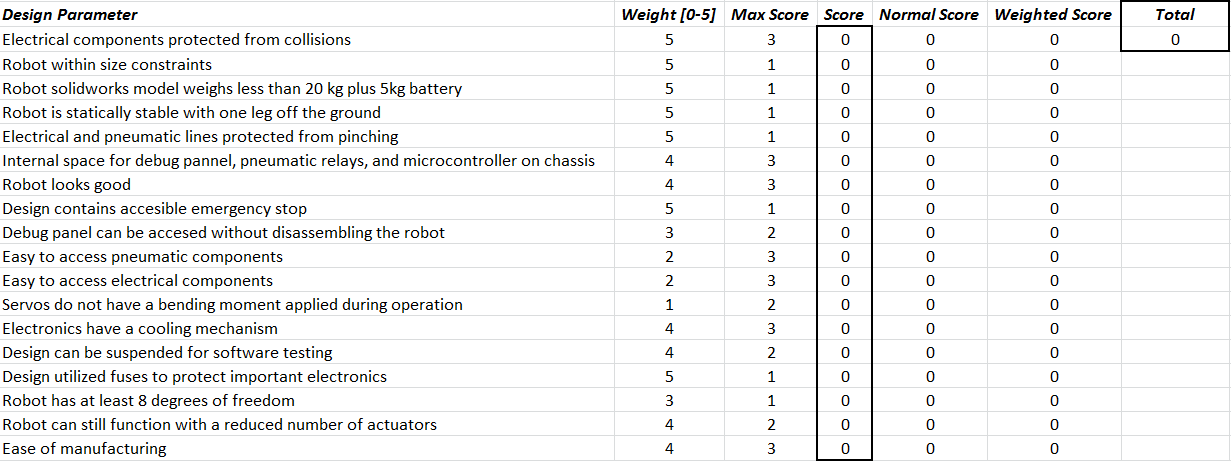 Design Parameter Weight [0-5] Max Score Score Normal Score Weighted Score Total
Electrical components protected from collisions 5 3 0 0 0 0
Robot within size constraints 5 1 0 0 0
Robot solidworks model weighs less than 20 kg plus 5kg battery 5 1 0 0 0
Robot is statically stable with one leg off the ground 5 1 0 0 0
Electrical and pneumatic lines protected from pinching 5 1 0 0 0
Internal space for debug pannel, pneumatic relays, and microcontroller on chassis 4 3 0 0 0
Robot looks good 4 3 0 0 0
Design contains accesible emergency stop 5 1 0 0 0
Debug panel can be accesed without disassembling the robot 3 2 0 0 0
Easy to access pneumatic components 2 3 0 0 0
Easy to access electrical components 2 3 0 0 0
Servos do not have a bending moment applied during operation 1 2 0 0 0
Electronics have a cooling mechanism 4 3 0 0 0
Design can be suspended for software testing 4 2 0 0 0
Design utilized fuses to protect important electronics 5 1 0 0 0
Robot has at least 8 degrees of freedom 3 1 0 0 0
Robot can still function with a reduced number of actuators 4 2 0 0 0
Ease of manufacturing 4 3 0 0 0